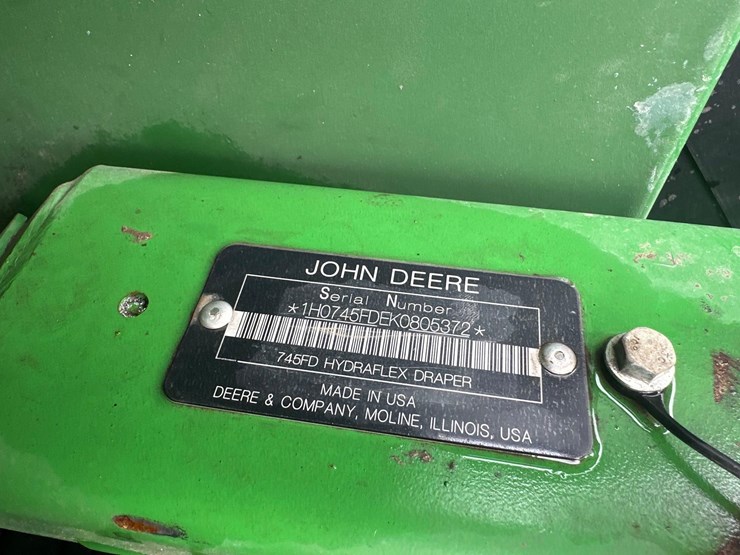 JOHN DEERE
Serial Number
*1H0745FDEK0805372*
745FD HYDRAFLEX DRAPER
MADE IN USA
DEERE & COMPANY, MOLINE, ILLINOIS, USA